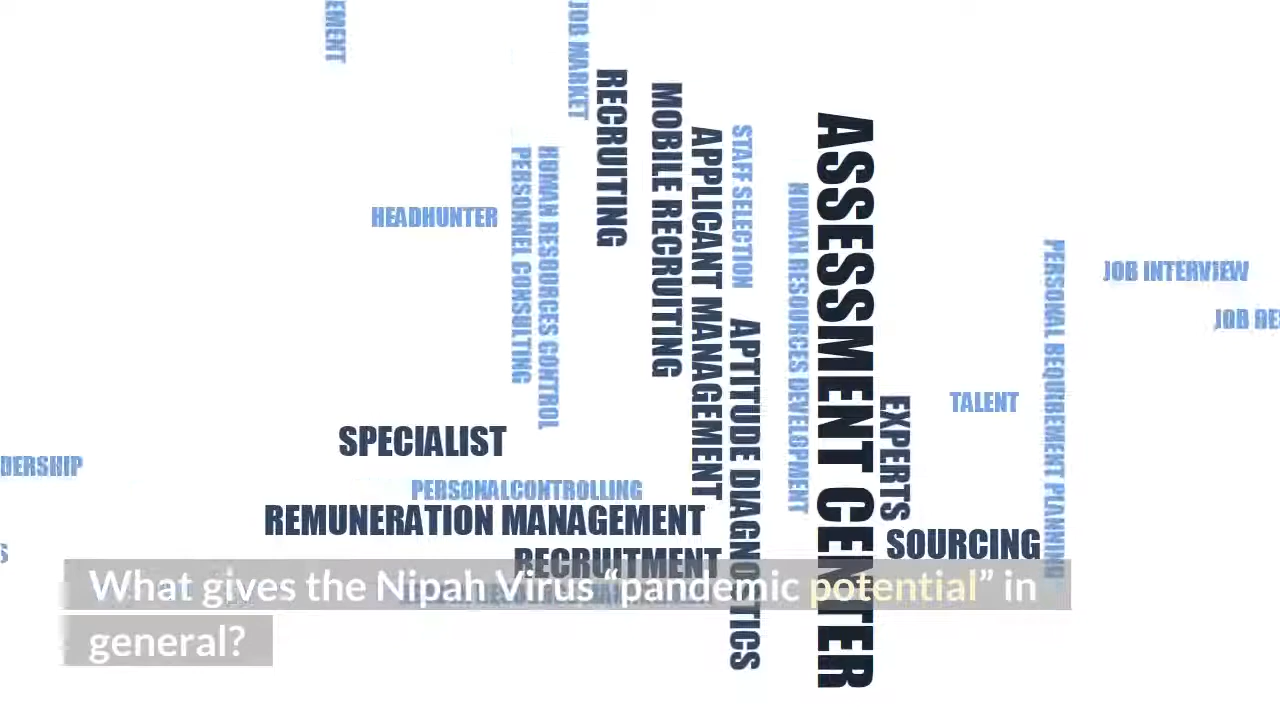 EMENT
JOB MARKET
RECRUITING
MOBILE RECRUITING
APPLICANT MANAGEMENT
STAFF SELECTION
HUMAN RESOURCES DEVELOPMENT
ASSESSMENT CENTER
HUMAN RESOURCES CONTROL
PERSONNEL CONSULTING
HEADHUNTER
PERSONAL REQUIREMENT PLANNING
JOB INTERVIEW
JOB
APTITUDE DIAGNOSTICS
EXPERTS
TALENT
SPECIALIST
DERSHIP
PERSONALCONTROLLING
REMUNERATION MANAGEMENT
SOURCING
RECRUITMENT
S
What gives the Nipah Virus “pandemic potential” in
general?